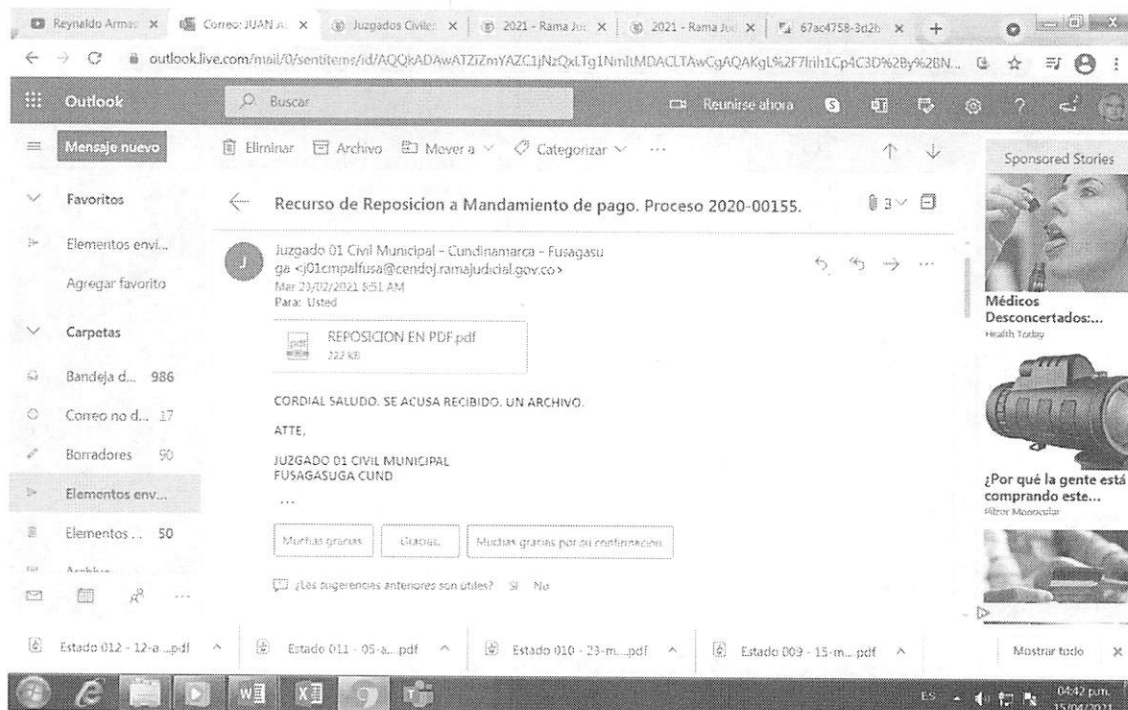 Reynaldo Armas
Correo: JUAN A.
Juzgados Civiles
2021 - Rama Jud
2021 - Rama Jud
67ac4758-3d2b
outlook.live.com/mail/0/sentitems/id/
Outlook
Buscar
Reunirse ahora
Mensaje nuevo
Eliminar
Archivo
Mover a
Categorizar
...
Sponsored Stories
Favoritos
Elementos envi...
Agregar favorito
Carpetas
Bandeja d... 986
Correo no d... 17
Borradores 90
Elementos env...
Elementos ... 50
Archivo
...
Recurso de Reposicion a Mandamiento de pago. Proceso 2020-00155.
3
J
Juzgado 01 Civil Municipal - Cundinamarca - Fusagasu
ga <j01cmpalfusa@cendoj.ramajudicial.gov.co>
Para: Usted
...
pdf
REPOSICION EN PDF.pdf
222 KB
CORDIAL SALUDO. SE ACUSA RECIBIDO. UN ARCHIVO.
ATTE,
JUZGADO 01 CIVIL MUNICIPAL
FUSAGASUGA CUND
...
Muchas gracias
Gracias.
Muchas gracias por su confirmación.
¿Las sugerencias anteriores son útiles? Sí No
Médicos
Desconcertados:...
Health Today
¿Por qué la gente está
comprando este...
Estado 012 - 12-a....pdf
Estado 011 - 05-a....pdf
Estado 010 - 23-m....pdf
Estado 009 - 15-m....pdf
Mostrar todo
ES
04:42 p.m.
15/04/2021